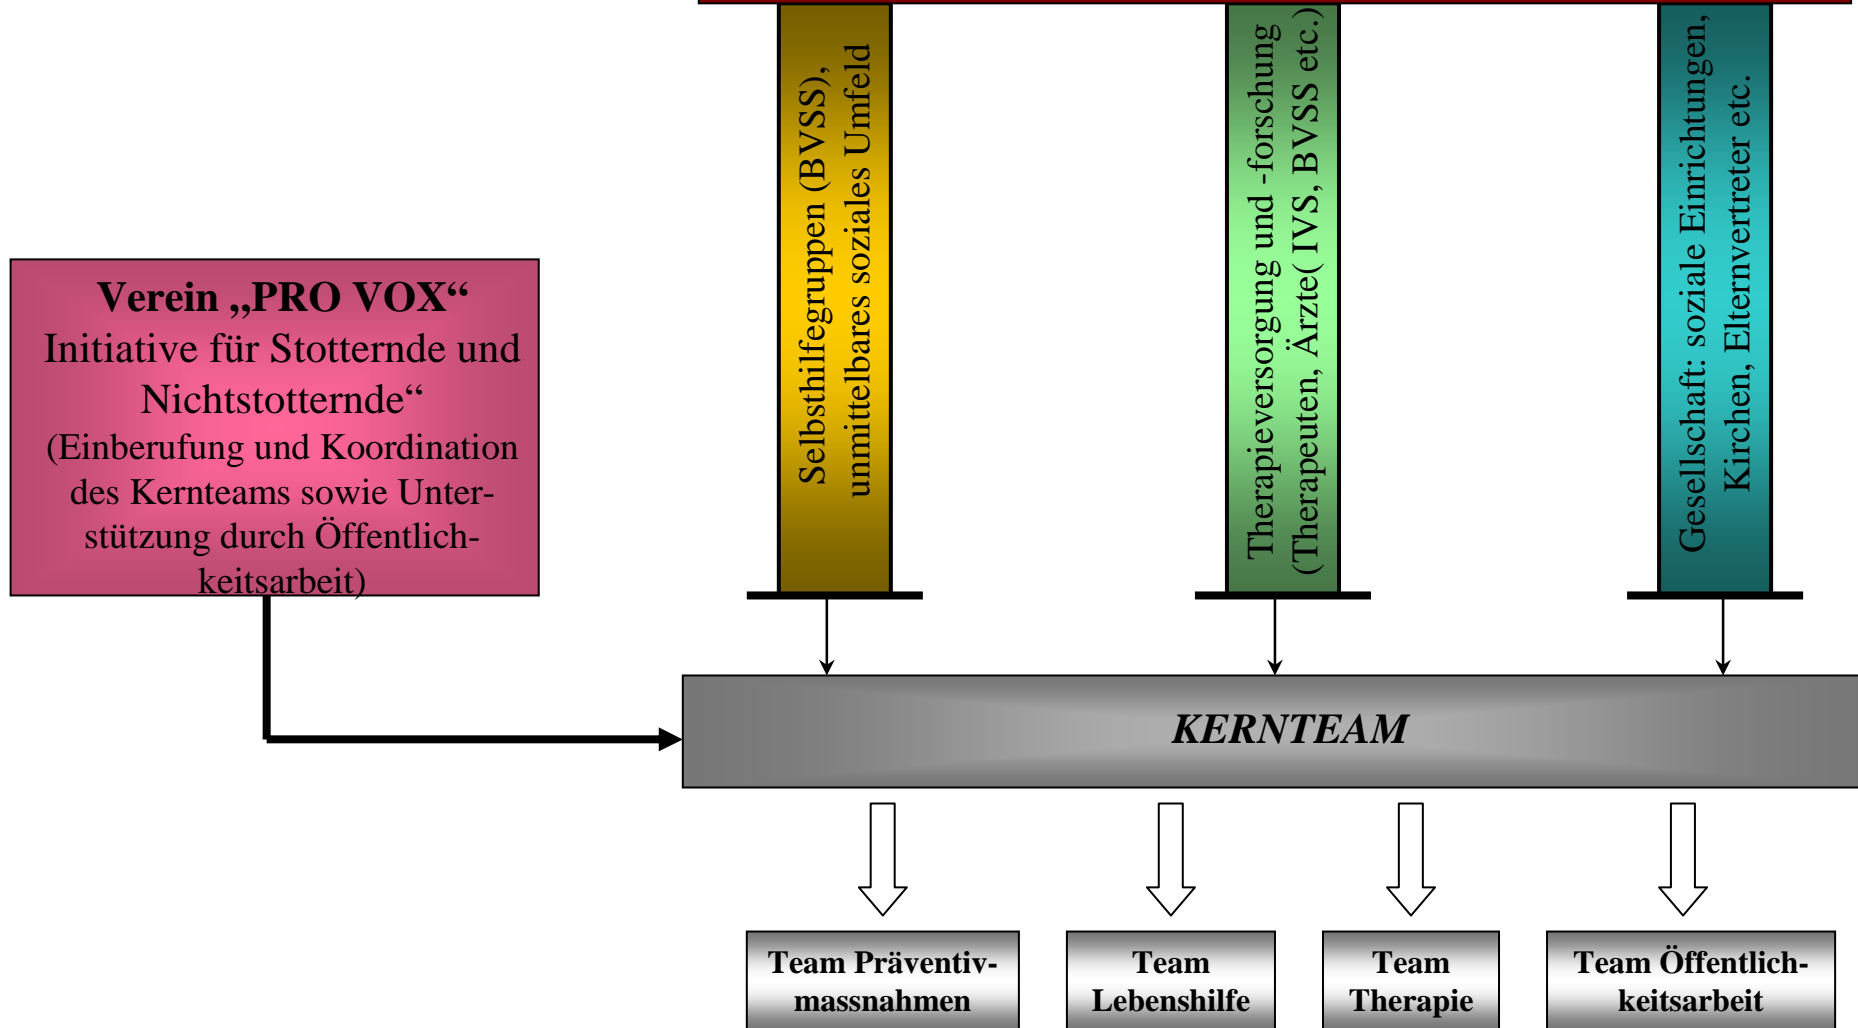 Verein „PRO VOX“
Initiative für Stotternde und
Nichtstotternde“
(Einberufung und Koordination
des Kernteams sowie Unter-
stützung durch Öffentlich-
keitsarbeit)
Selbsthilfegruppen (BVSS),
unmittelbares soziales Umfeld
Therapieversorgung und -forschung
(Therapeuten, Ärzte( IVS, BVSS etc.)
Gesellschaft: soziale Einrichtungen,
Kirchen, Elternvertreter etc.
KERNTEAM
Team Präventiv-
massnahmen
Team
Lebenshilfe
Team
Therapie
Team Öffentlich-
keitsarbeit